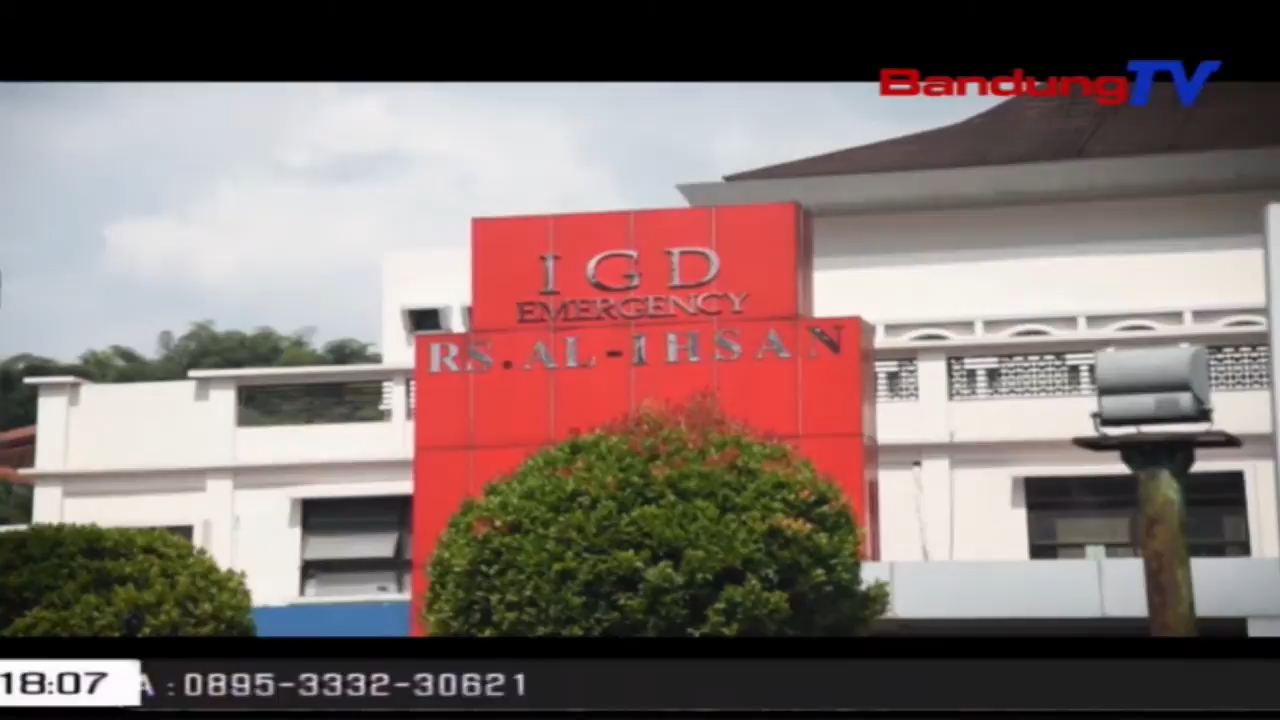 BandungTV
IGD
EMERGENCY
RS. AL-IHSAN
18:07
A : 0895-3332-30621